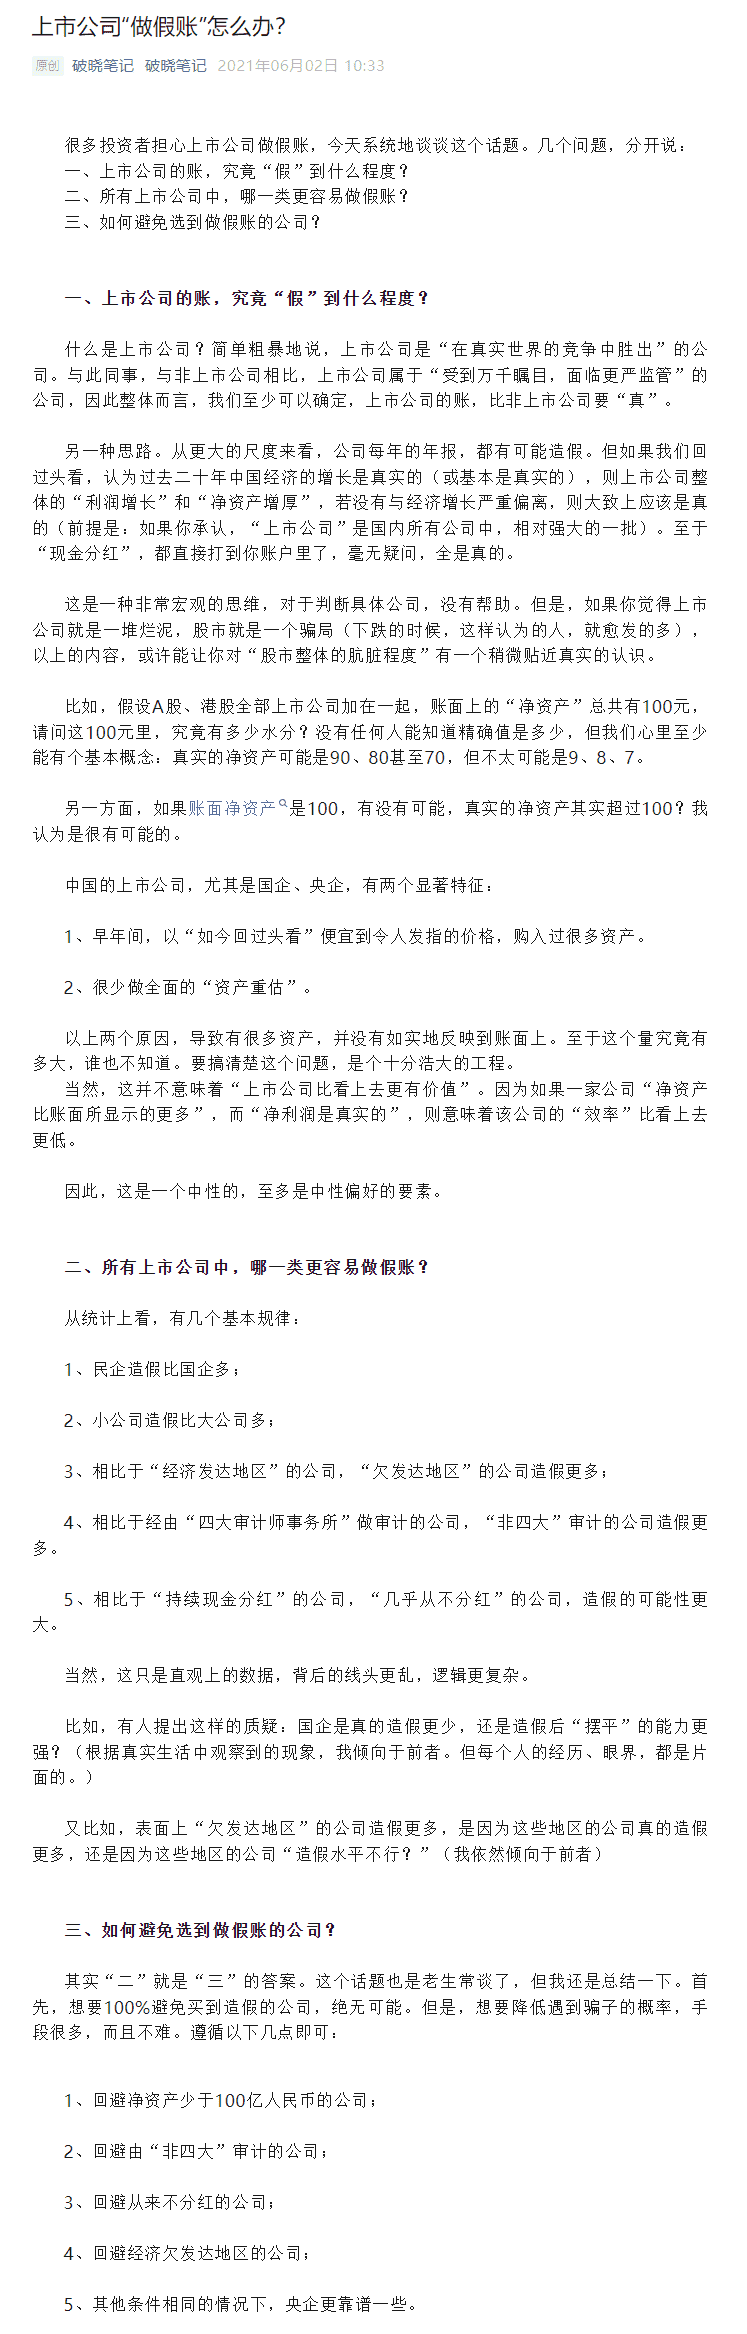 上市公司“做假账”怎么办?
原创 破晓笔记 破晓笔记 2021年06月02日 10:33
很多投资者担心上市公司做假账，今天系统地谈谈这个话题。几个问题，分开说：
一、上市公司的账，究竟“假”到什么程度？
二、所有上市公司中，哪一类更容易做假账？
三、如何避免选到做假账的公司？
一、上市公司的账，究竟“假”到什么程度？
什么是上市公司？简单粗暴地说，上市公司是“在真实世界的竞争中胜出”的公
司。与此同事，与非上市公司相比，上市公司属于“受到万千瞩目，面临更严监管”的
公司，因此整体而言，我们至少可以确定，上市公司的账，比非上市公司要“真”。
另一种思路。从更大的尺度来看，公司每年的年报，都有可能造假。但如果我们回
过头看，认为过去二十年中国经济的增长是真实的（或基本是真实的），则上市公司整
体的“利润增长”和“净资产增厚”，若没有与经济增长严重偏离，则大致上应该是真
的（前提是：如果你承认，“上市公司”是国内所有公司中，相对强大的一批）。至于
“现金分红”，都直接打到你账户里了，毫无疑问，全是真的。
这是一种非常宏观的思维，对于判断具体公司，没有帮助。但是，如果你觉得上市
公司就是一堆烂泥，股市就是一个骗局（下跌的时候，这样认为的人，就愈发的多），
以上的内容，或许能让你对“股市整体的肮脏程度”有一个稍微贴近真实的认识。
比如，假设A股、港股全部上市公司加在一起，账面上的“净资产”总共有100元，
请问这100元里，究竟有多少水分？没有任何人能知道精确值是多少，但我们心里至少
能有个基本概念：真实的净资产可能是90、80甚至70，但不太可能是9、8、7。
另一方面，如果账面净资产是100，有没有可能，真实的净资产其实超过100？我
认为是很有可能的。
中国的上市公司，尤其是国企、央企，有两个显著特征：
1、早年间，以“如今回过头看”便宜到令人发指的价格，购入过很多资产。
2、很少做全面的“资产重估”。
以上两个原因，导致有很多资产，并没有如实地反映到账面上。至于这个量究竟有
多大，谁也不知道。要搞清楚这个问题，是个十分浩大的工程。
当然，这并不意味着“上市公司比看上去更有价值”。因为如果一家公司“净资产
比账面所显示的更多”，而“净利润是真实的”，则意味着该公司的“效率”比看上去
更低。
因此，这是一个中性的，至多是中性偏好的要素。
二、所有上市公司中，哪一类更容易做假账？
从统计上看，有几个基本规律：
1、民企造假比国企多；
2、小公司造假比大公司多；
3、相比于“经济发达地区”的公司，“欠发达地区”的公司造假更多；
4、相比于经由“四大审计师事务所”做审计的公司，“非四大”审计的公司造假更
多。
5、相比于“持续现金分红”的公司，“几乎从不分红”的公司，造假的可能性更
大。
当然，这只是直观上的数据，背后的线头更乱，逻辑更复杂。
比如，有人提出这样的质疑：国企是真的造假更少，还是造假后“摆平”的能力更
强？（根据真实生活中观察到的现象，我倾向于前者。但每个人的经历、眼界，都是片
面的。）
又比如，表面上“欠发达地区”的公司造假更多，是因为这些地区的公司真的造假
更多，还是因为这些地区的公司“造假水平不行？”（我依然倾向于前者）
三、如何避免选到做假账的公司？
其实“二”就是“三”的答案。这个话题也是老生常谈了，但我还是总结一下。首
先，想要100%避免买到造假的公司，绝无可能。但是，想要降低遇到骗子的概率，手
段很多，而且不难。遵循以下几点即可：
1、回避净资产少于100亿人民币的公司；
2、回避由“非四大”审计的公司；
3、回避从来不分红的公司；
4、回避经济欠发达地区的公司；
5、其他条件相同的情况下，央企更靠谱一些。